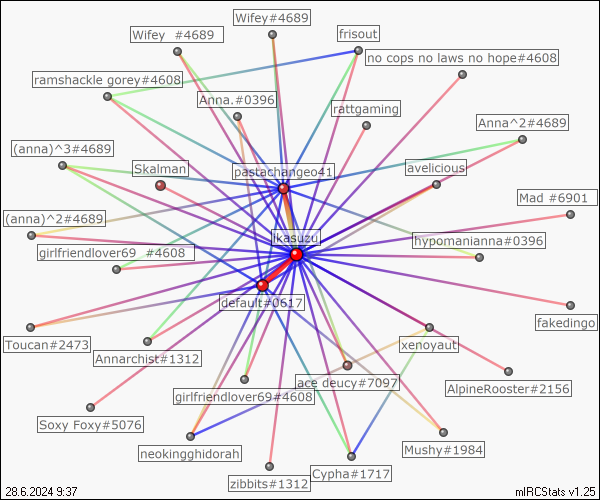 Wifey#4689
Wifey  #4689
frisout
no cops no laws no hope#4608
ramshackle gorey#4608
Anna.#0396
rattgaming
Anna^2#4689
(anna)^3#4689
Skalman
pastachangeo41
avelicious
Mad #6901
(anna)^2#4689
ikasuzu
hypomanianna#0396
girlfriendlover69  #4608
default#0617
fakedingo
Toucan#2473
Annarchist#1312
xenoyaut
ace deucy#7097
AlpineRooster#2156
girlfriendlover69#4608
Soxy Foxy#5076
neokingghidorah
Mushy#1984
zibbits#1312
Cypha#1717
28.6.2024 9:37
mIRCStats v1.25